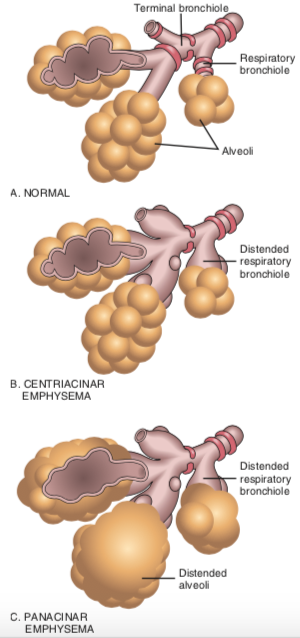 Terminal bronchiole
Respiratory
bronchiole
Alveoli
A. NORMAL
Distended
respiratory
bronchiole
B. CENTRIACINAR
EMPHYSEMA
Distended
respiratory
bronchiole
Distended
alveoli
C. PANACINAR
EMPHYSEMA